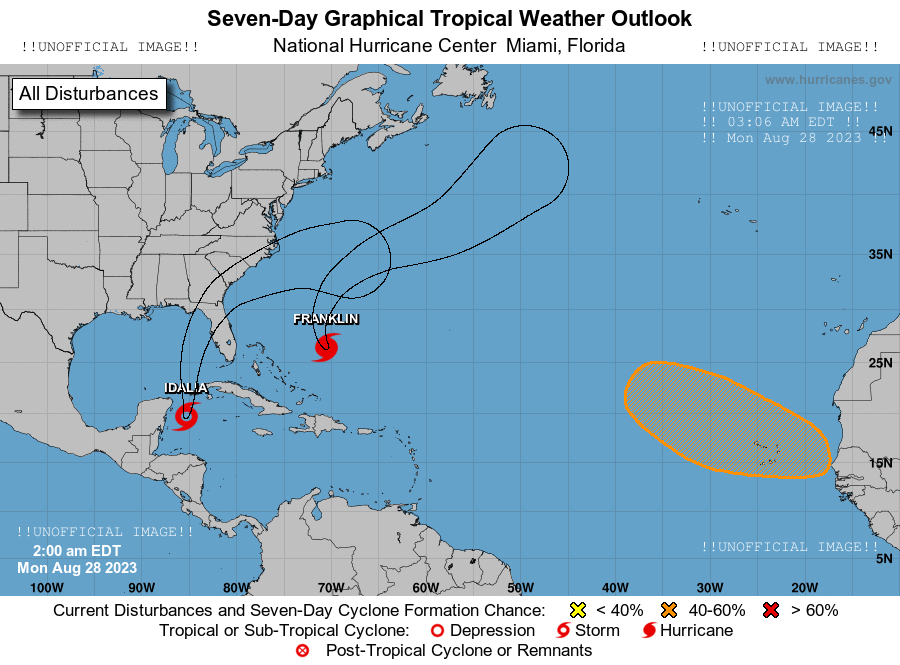 Seven-Day Graphical Tropical Weather Outlook
!!UNOFFICIAL IMAGE!! National Hurricane Center  Miami, Florida !!UNOFFICIAL IMAGE!!
All Disturbances
www.hurricanes.gov
!!UNOFFICIAL IMAGE!!
!! 03:06 AM EDT !!
!! Mon Aug 28 2023 !!
45N
35N
FRANKLIN
25N
IDALIA
15N
!!UNOFFICIAL IMAGE!!
2:00 am EDT
Mon Aug 28 2023
!!UNOFFICIAL IMAGE!!
5N
100W 90W 80W 70W 60W 50W 40W 30W 20W
Current Disturbances and Seven-Day Cyclone Formation Chance: < 40% 40-60% > 60%
Tropical or Sub-Tropical Cyclone: Depression Storm Hurricane
Post-Tropical Cyclone or Remnants